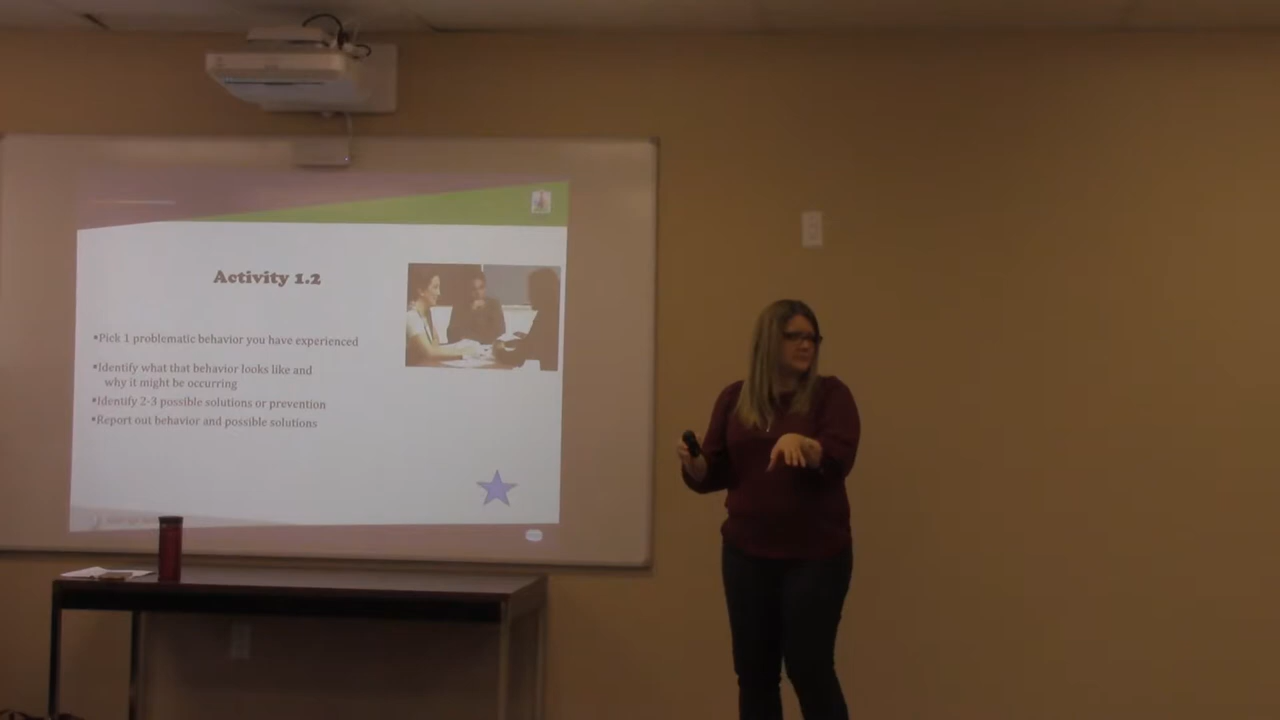 Activity 1.2
▪Pick 1 problematic behavior you have experienced
▪Identify what that behavior looks like and
why it might be occurring
▪Identify 2-3 possible solutions or prevention
▪Report out behavior and possible solutions